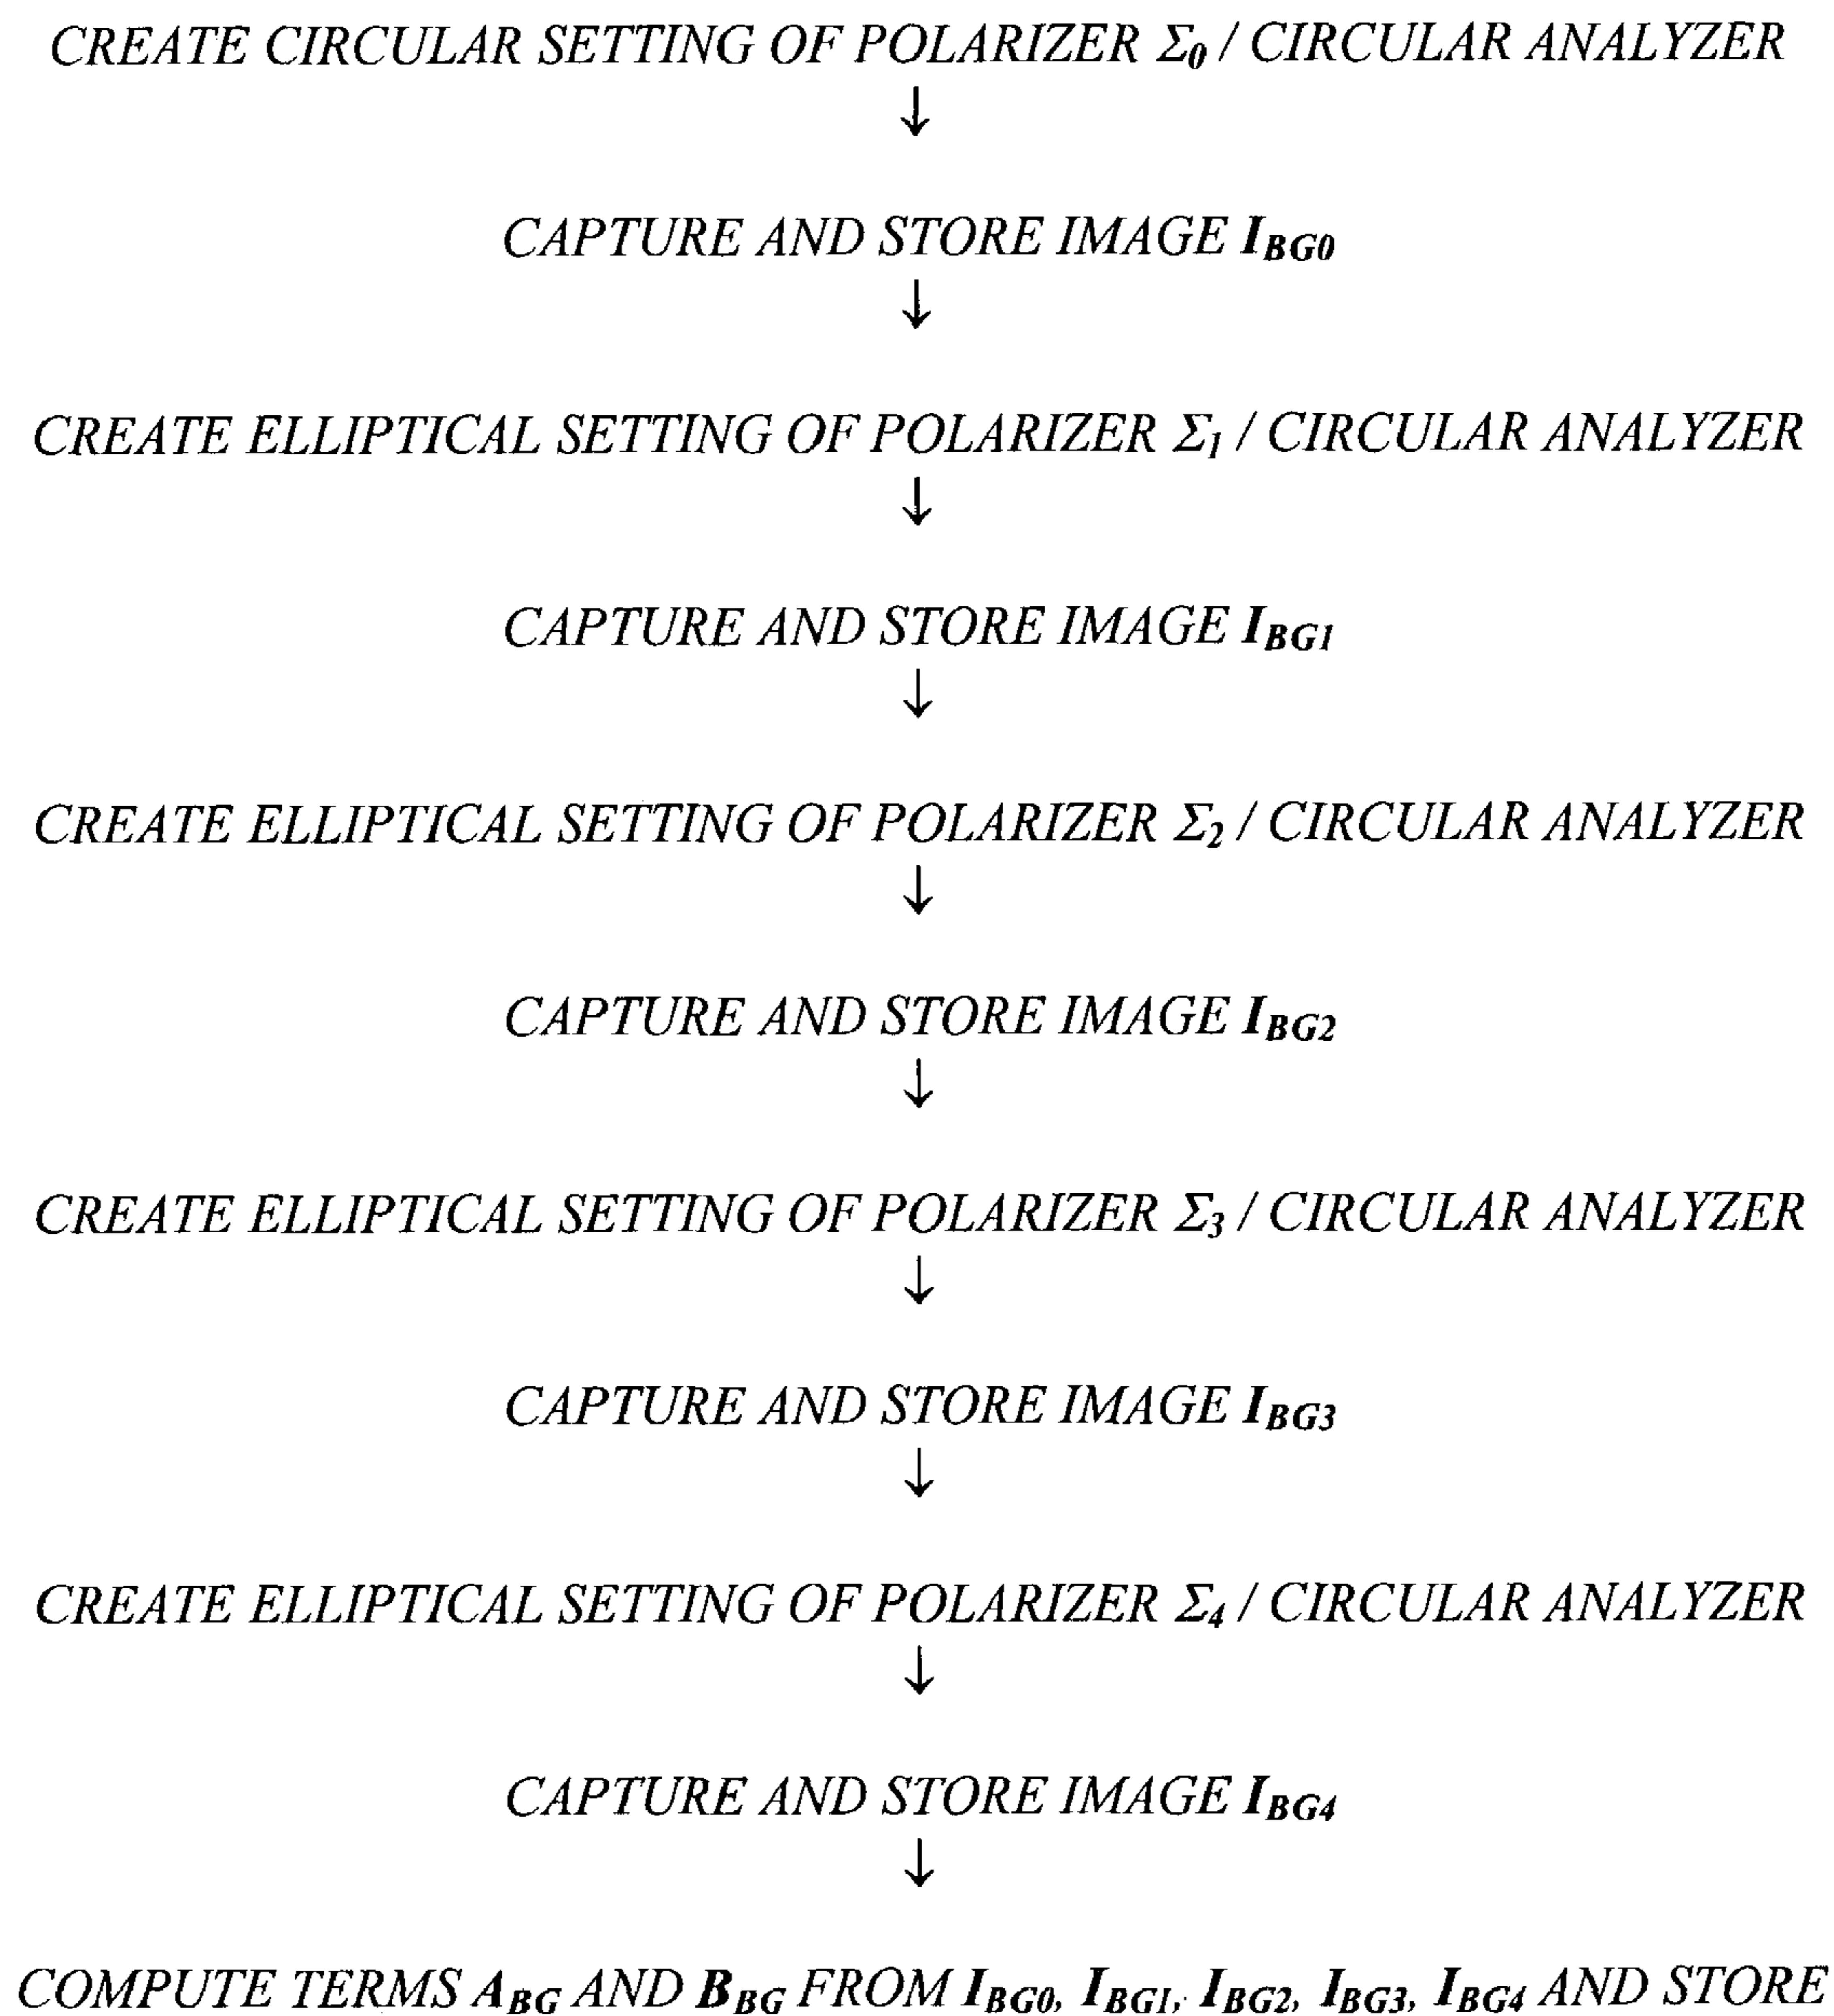 CREATE CIRCULAR SETTING OF POLARIZER Σ0 / CIRCULAR ANALYZER
↓
CAPTURE AND STORE IMAGE IBG0
↓
CREATE ELLIPTICAL SETTING OF POLARIZER Σ1 / CIRCULAR ANALYZER
↓
CAPTURE AND STORE IMAGE IBG1
↓
CREATE ELLIPTICAL SETTING OF POLARIZER Σ2 / CIRCULAR ANALYZER
↓
CAPTURE AND STORE IMAGE IBG2
↓
CREATE ELLIPTICAL SETTING OF POLARIZER Σ3 / CIRCULAR ANALYZER
↓
CAPTURE AND STORE IMAGE IBG3
↓
CREATE ELLIPTICAL SETTING OF POLARIZER Σ4 / CIRCULAR ANALYZER
↓
CAPTURE AND STORE IMAGE IBG4
↓
COMPUTE TERMS ABG AND BBG FROM IBG0, IBG1, IBG2, IBG3, IBG4 AND STORE